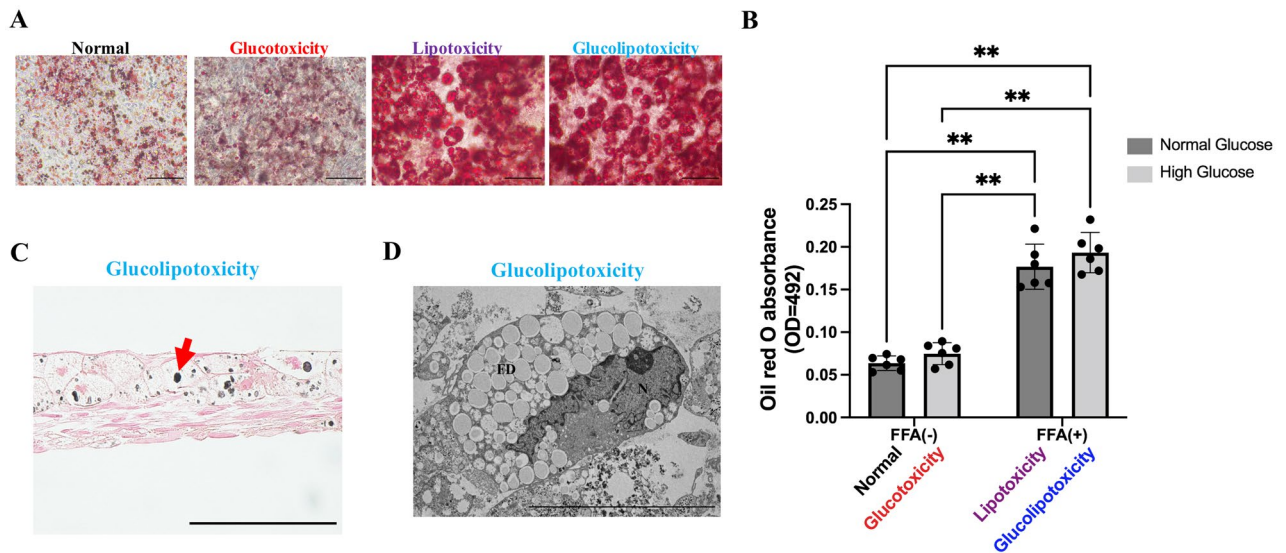 A
Normal
Glucotoxicity
Lipotoxicity
Glucolipotoxicity
B
**
**
**
**
Normal Glucose
High Glucose
Oil red O absorbance
(OD=492)
0.25
0.20
0.15
0.10
0.05
0.00
FFA(-)
FFA(+)
Normal
Glucotoxicity
Lipotoxicity
Glucolipotoxicity
C
Glucolipotoxicity
D
Glucolipotoxicity
FD
N